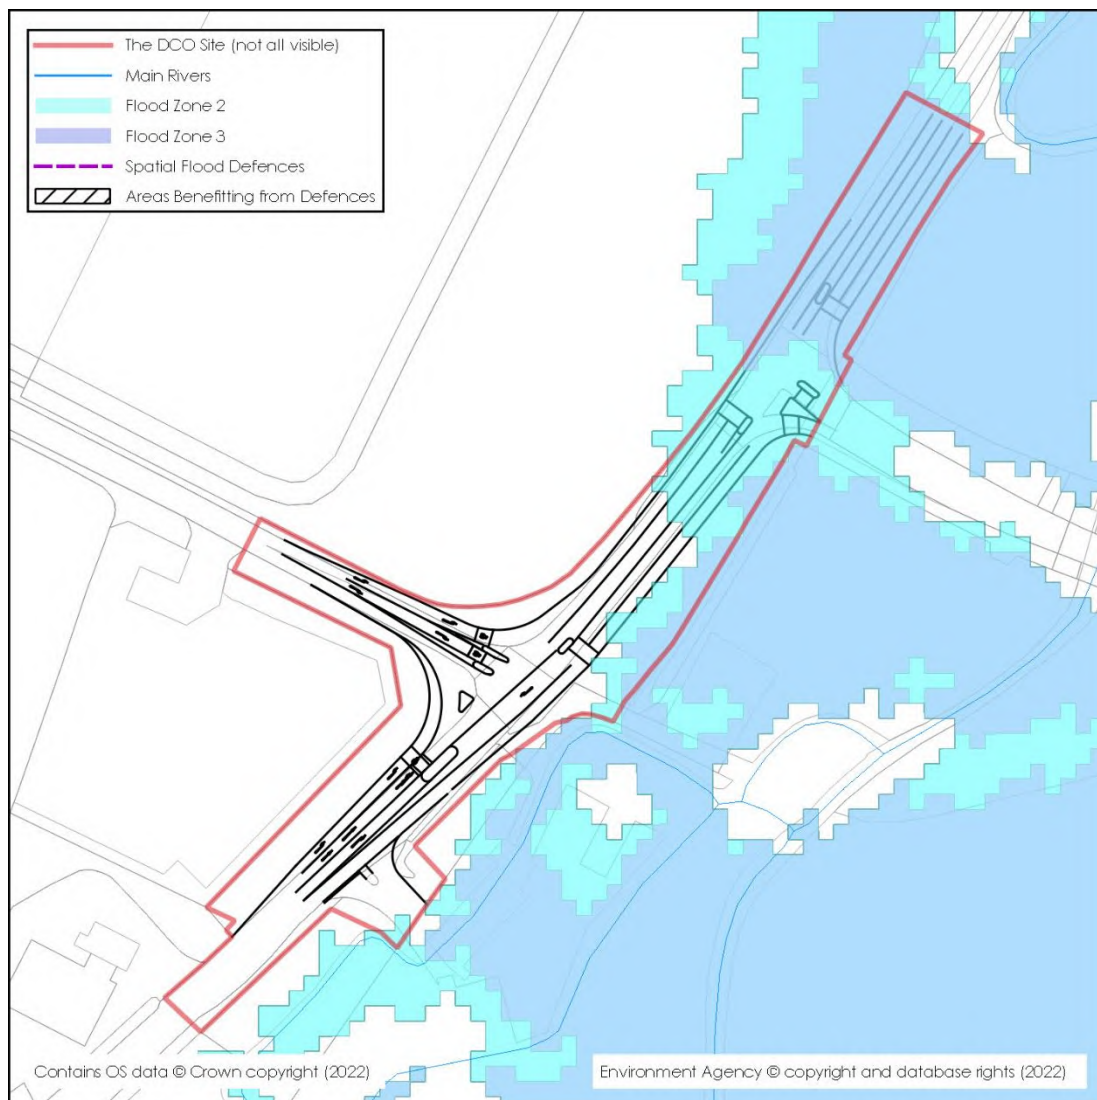 The DCO Site (not all visible)
Main Rivers
Flood Zone 2
Flood Zone 3
Spatial Flood Defences
Areas Benefitting from Defences
Contains OS data © Crown copyright (2022)
Environment Agency © copyright and database rights (2022)